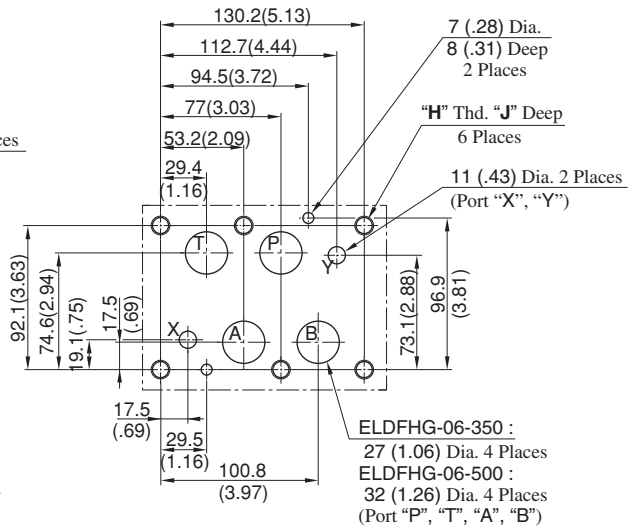 130.2(5.13)
112.7(4.44)
94.5(3.72)
77(3.03)
53.2(2.09)
29.4
(1.16)
7 (.28) Dia.
8 (.31) Deep
2 Places
"H" Thd. "J" Deep
6 Places
11 (.43) Dia. 2 Places
(Port "X", "Y")
T
P
Y
X
A
B
92.1(3.63)
74.6(2.94)
19.1(.75)
17.5
(.69)
73.1(2.88)
96.9
(3.81)
17.5
(.69)
29.5
(1.16)
100.8
(3.97)
ELDFHG-06-350 :
27 (1.06) Dia. 4 Places
ELDFHG-06-500 :
32 (1.26) Dia. 4 Places
(Port "P", "T", "A", "B")